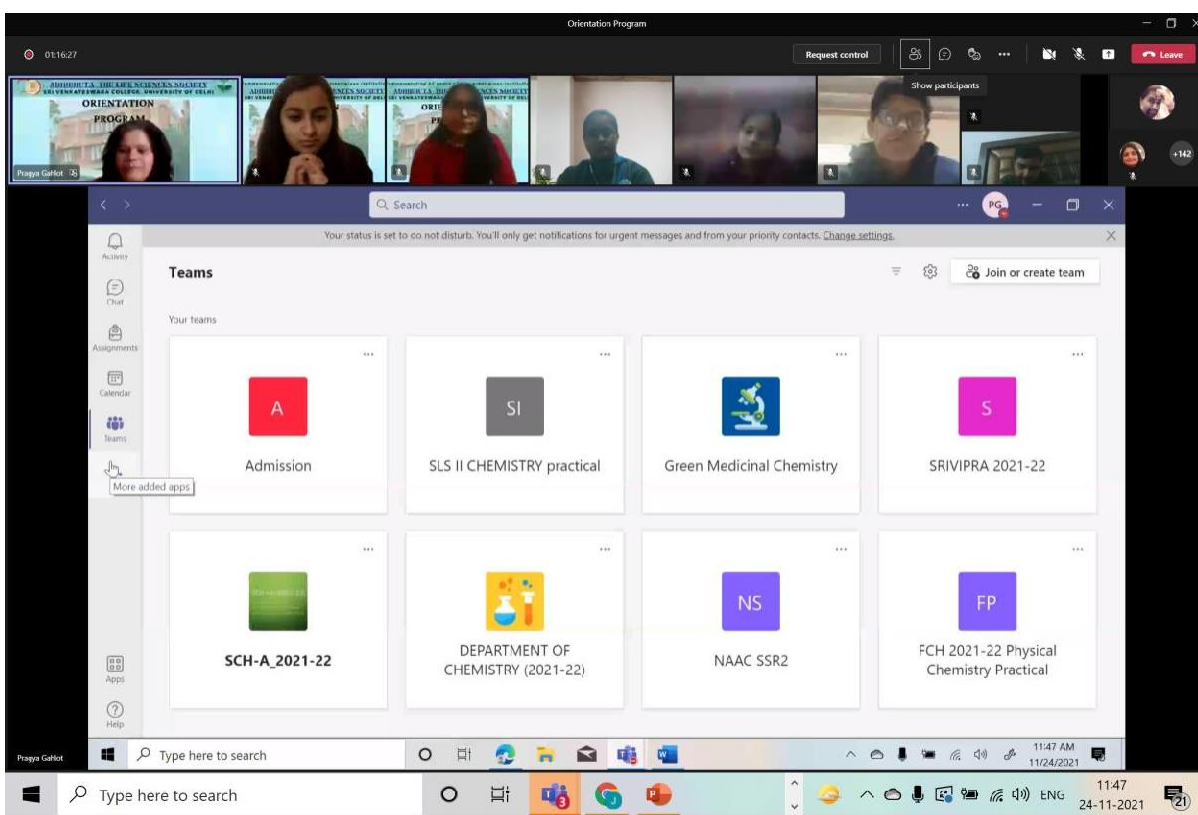 Orientation Program
01:16:27
Request control
Leave
Show participants
ORIENTATION
PROGRAM
Pragya Gahlot
+142
Search
PG
Your status is set to do not disturb. You'll only get notifications for urgent messages and from your priority contacts. Change settings.
Activity
Chat
Assignments
Calendar
Teams
More added apps
Apps
Help
Teams
Join or create team
Your teams
A
Admission
SI
SLS II CHEMISTRY practical
Green Medicinal Chemistry
S
SRIVIPRA 2021-22
SCH-A_2021-22
DEPARTMENT OF
CHEMISTRY (2021-22)
NS
NAAC SSR2
FP
FCH 2021-22 Physical
Chemistry Practical
Pragya Gahlot
Type here to search
11:47 AM
11/24/2021
Type here to search
3
ENG
11:47
24-11-2021
21